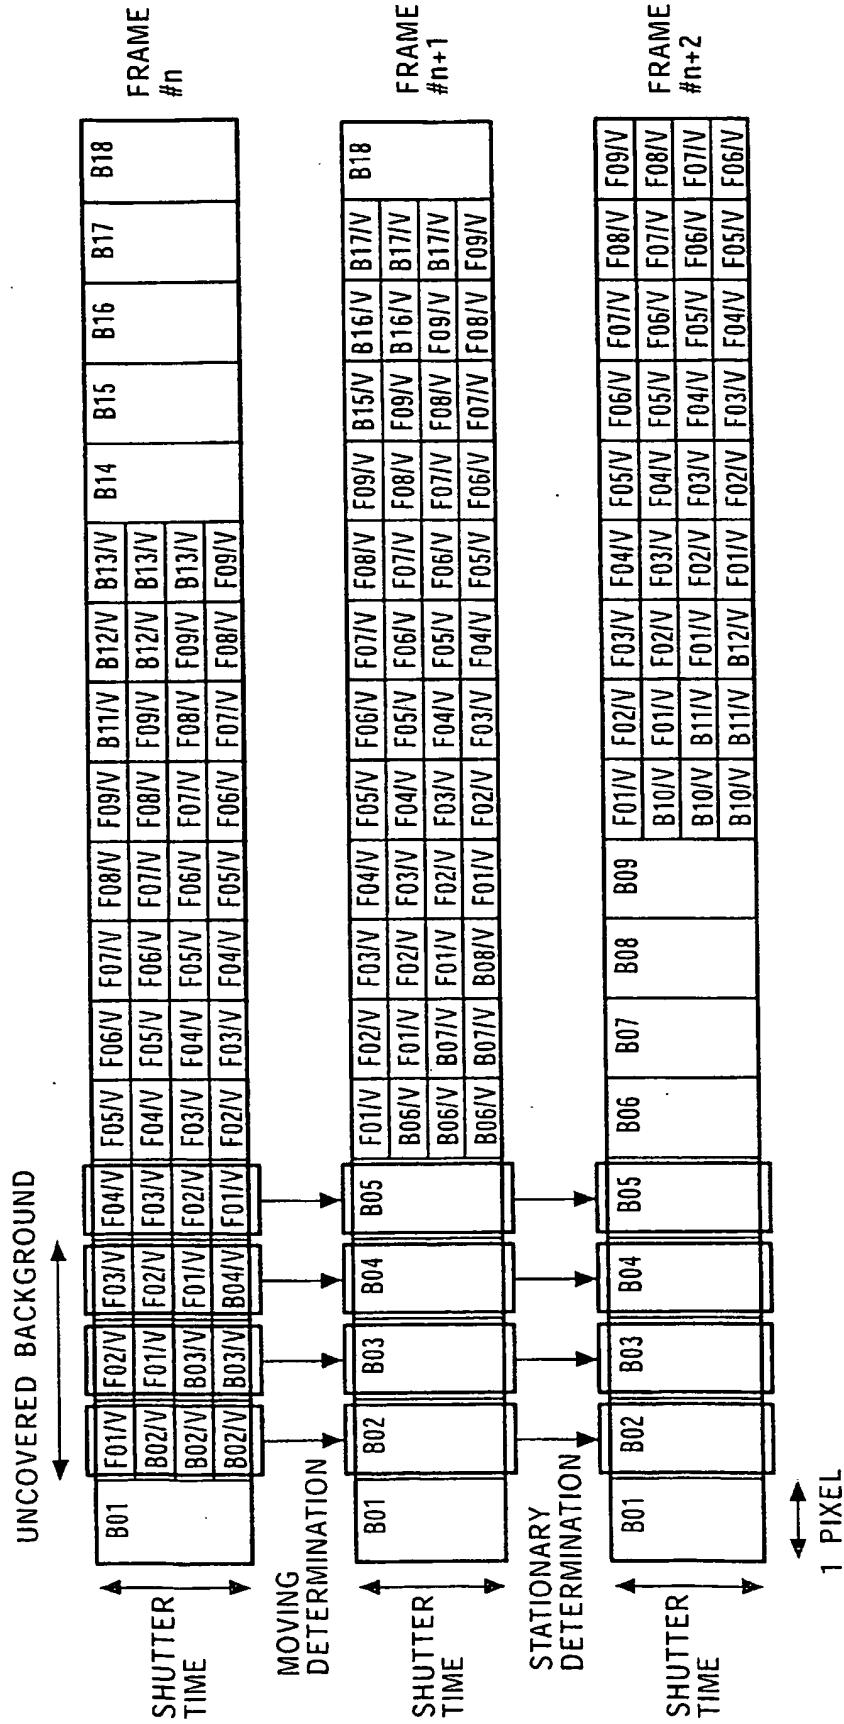 UNCOVERED BACKGROUND
B01 F01/V F02/V F03/V F04/V F05/V F06/V F07/V F08/V F09/V B11/V B12/V B13/V B14 B15 B16 B17 B18
B02/V F01/V F02/V F03/V F04/V F05/V F06/V F07/V F08/V F09/V B12/V B13/V
B02/V B03/V F01/V F02/V F03/V F04/V F05/V F06/V F07/V F08/V F09/V B13/V
B02/V B03/V B04/V F01/V F02/V F03/V F04/V F05/V F06/V F07/V F08/V F09/V
SHUTTER
TIME
FRAME
#n
MOVING
DETERMINATION
B01 B02 B03 B04 B05 F01/V F02/V F03/V F04/V F05/V F06/V F07/V F08/V F09/V B15/V B16/V B17/V B18
B06/V F01/V F02/V F03/V F04/V F05/V F06/V F07/V F08/V F09/V B16/V B17/V
B06/V B07/V F01/V F02/V F03/V F04/V F05/V F06/V F07/V F08/V F09/V B17/V
B06/V B07/V B08/V F01/V F02/V F03/V F04/V F05/V F06/V F07/V F08/V F09/V
SHUTTER
TIME
FRAME
#n+1
STATIONARY
DETERMINATION
B01 B02 B03 B04 B05 B06 B07 B08 B09 F01/V F02/V F03/V F04/V F05/V F06/V F07/V F08/V F09/V
B10/V F01/V F02/V F03/V F04/V F05/V F06/V F07/V F08/V
B10/V B11/V F01/V F02/V F03/V F04/V F05/V F06/V F07/V
B10/V B11/V B12/V F01/V F02/V F03/V F04/V F05/V F06/V
SHUTTER
TIME
FRAME
#n+2
1 PIXEL